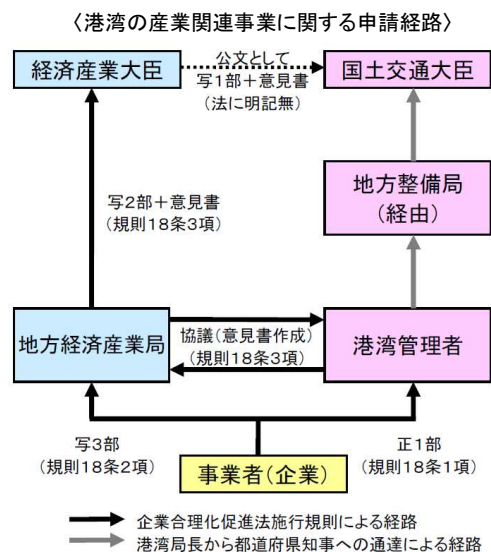 〈港湾の産業関連事業に関する申請経路〉
経済産業大臣
公文として
写1部＋意見書
(法に明記無)
国土交通大臣
地方整備局
(経由)
写2部＋意見書
(規則18条3項)
地方経済産業局
協議(意見書作成)
(規則18条3項)
港湾管理者
写3部
(規則18条2項)
正1部
(規則18条1項)
事業者(企業)
企業合理化促進法施行規則による経路
港湾局長から都道府県知事への通達による経路